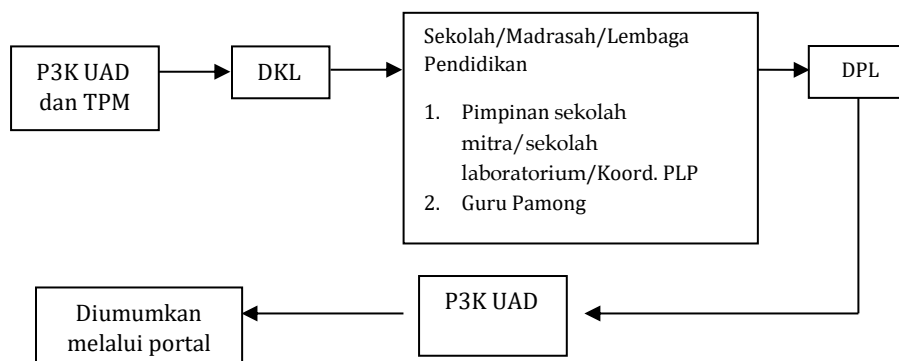 P3K UAD
dan TPM
DKL
Sekolah/Madrasah/Lembaga
Pendidikan
1. Pimpinan sekolah
mitra/sekolah
laboratorium/Koord. PLP
2. Guru Pamong
DPL
Diumumkan
melalui portal
P3K UAD